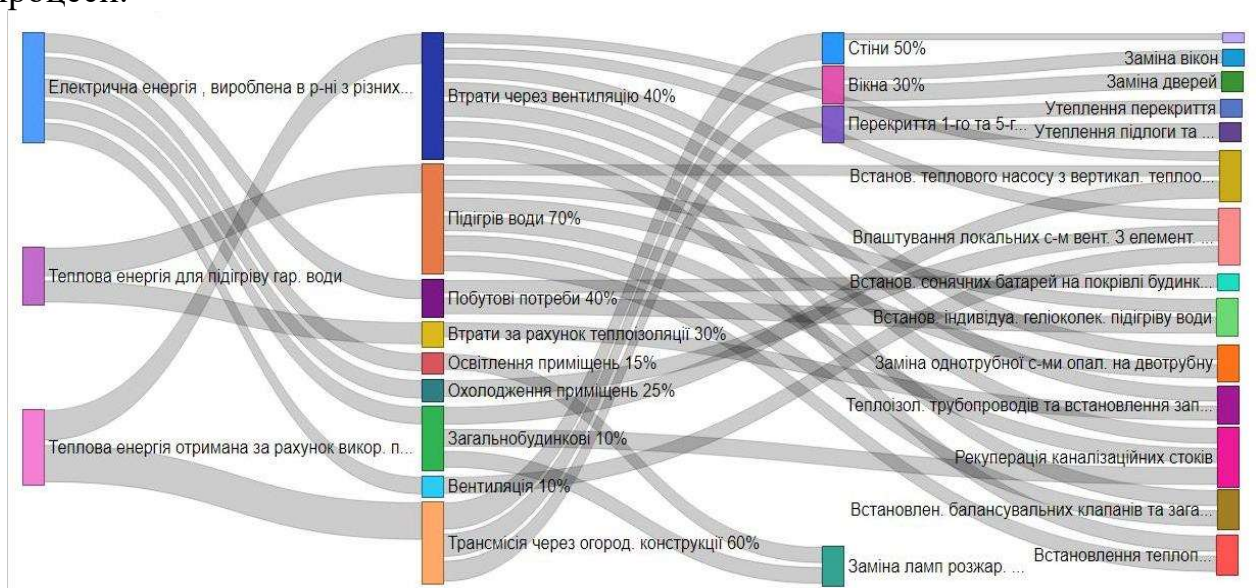 Електрична енергія , вироблена в р-ні з різних...
Теплова енергія для підігріву гар. води
Теплова енергія отримана за рахунок викор. п...
Втрати через вентиляцію 40%
Підігрів води 70%
Побутові потреби 40%
Втрати за рахунок теплоізоляції 30%
Освітлення приміщень 15%
Охолодження приміщень 25%
Загальнобудинкові 10%
Вентиляція 10%
Трансмісія через огород. конструкції 60%
Стіни 50%
Вікна 30%
Перекриття 1-го та 5-г...
Заміна ламп розжар. ...
Заміна вікон
Заміна дверей
Утеплення перекриття
Утеплення підлоги та ...
Встанов. теплового насосу з вертикал. теплоо...
Влаштування локальних с-м вент. З елемент. ...
Встанов. сонячних батарей на покрівлі будинк...
Встанов. індивідуа. геліоколек. підігріву води
Заміна однотрубної с-ми опал. на двотрубну
Теплоізол. трубопроводів та встановлення зап...
Рекуперація каналізаційних стоків
Встановлен. балансувальних клапанів та зага...
Встановлення теплоп...